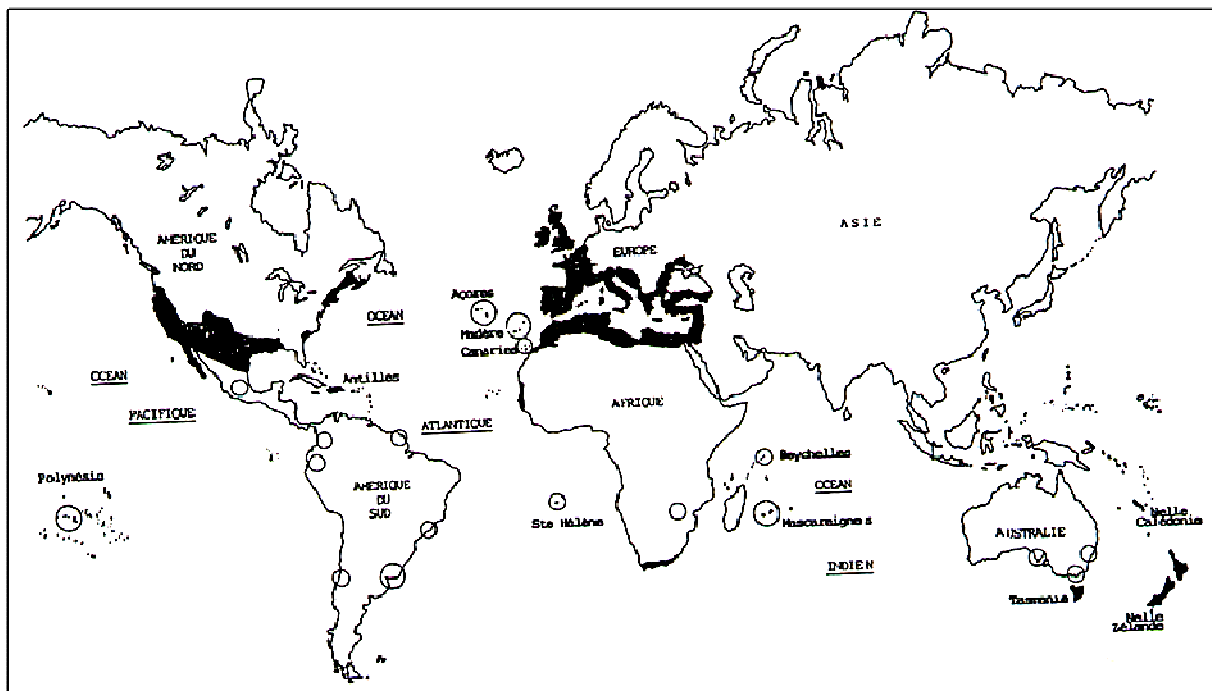 AMERIQUE
DU
NORD
ASIE
EUROPE
Açores
OCEAN
Madère
Canaries
OCEAN
PACIFIQUE
Antilles
ATLANTIQUE
AFRIQUE
Polynésie
AMERIQUE
DU
SUD
Ste Hélène
Seychelles
OCEAN
Mascareignes
INDIEN
AUSTRALIE
Nelle
Calédonie
Tasmanie
Nelle
Zélande